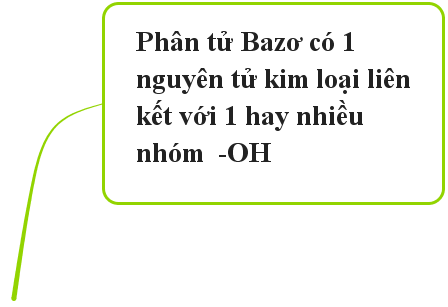 Phân tử Bazơ có 1
nguyên tử kim loại liên
kết với 1 hay nhiều
nhóm -OH